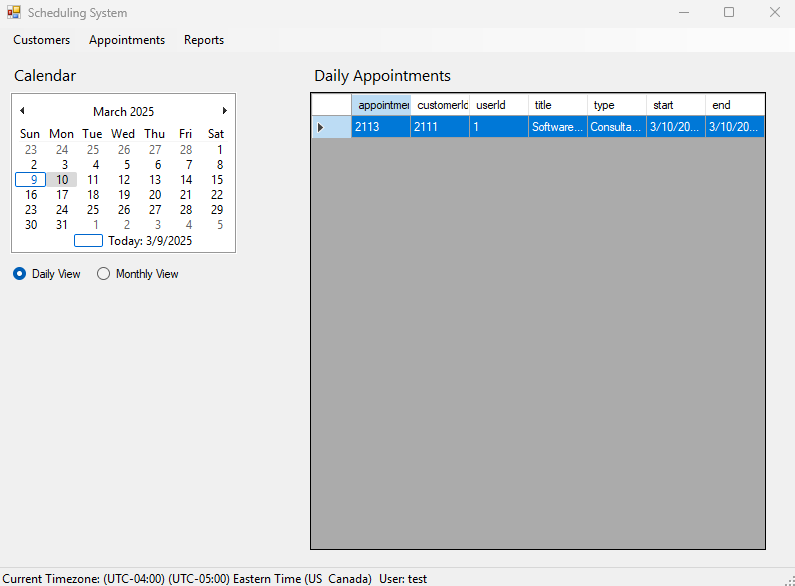 Scheduling System
Customers Appointments Reports
Calendar
March 2025
Sun Mon Tue Wed Thu Fri Sat
23 24 25 26 27 28 1
2 3 4 5 6 7 8
9 10 11 12 13 14 15
16 17 18 19 20 21 22
23 24 25 26 27 28 29
30 31 1 2 3 4 5
Today: 3/9/2025
Daily View Monthly View
Daily Appointments
appointmer customerId userId title type start end
2113 2111 1 Software... Consulta... 3/10/20... 3/10/20...
Current Timezone: (UTC-04:00) (UTC-05:00) Eastern Time (US Canada) User: test